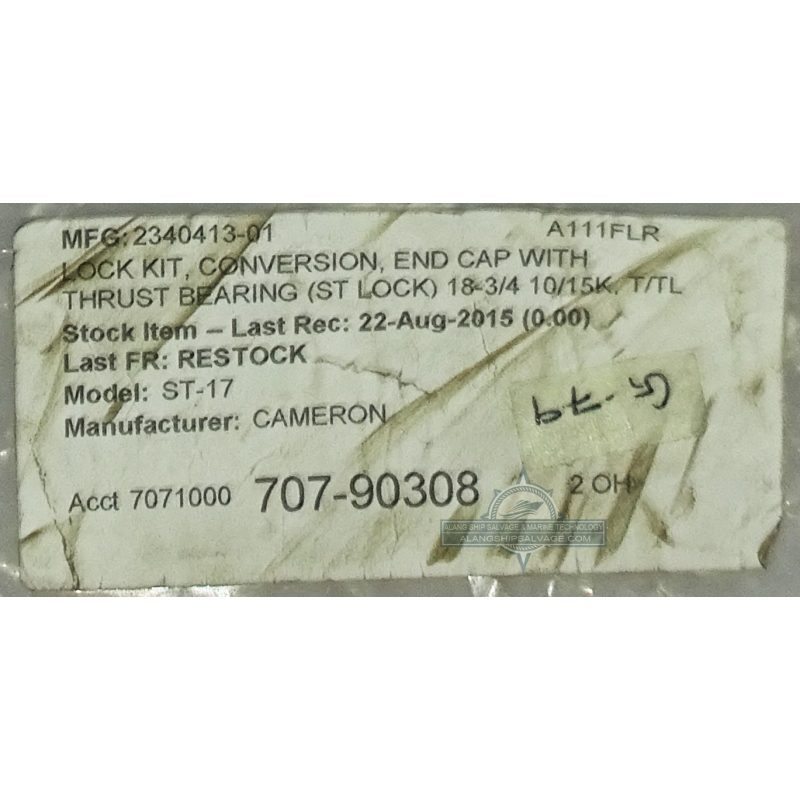 MFG: 2340413-01 A111FLR
LOCK KIT, CONVERSION, END CAP WITH
THRUST BEARING (ST LOCK) 18-3/4 10/15K, T/TL
Stock Item – Last Rec: 22-Aug-2015 (0.00)
Last FR: RESTOCK
Model: ST-17
Manufacturer: CAMERON
Acct 7071000 707-90308 2 OH
ALANG SHIP SALVAGE & MARINE TECHNOLOGY
ALANGSHIPSALVAGE.COM